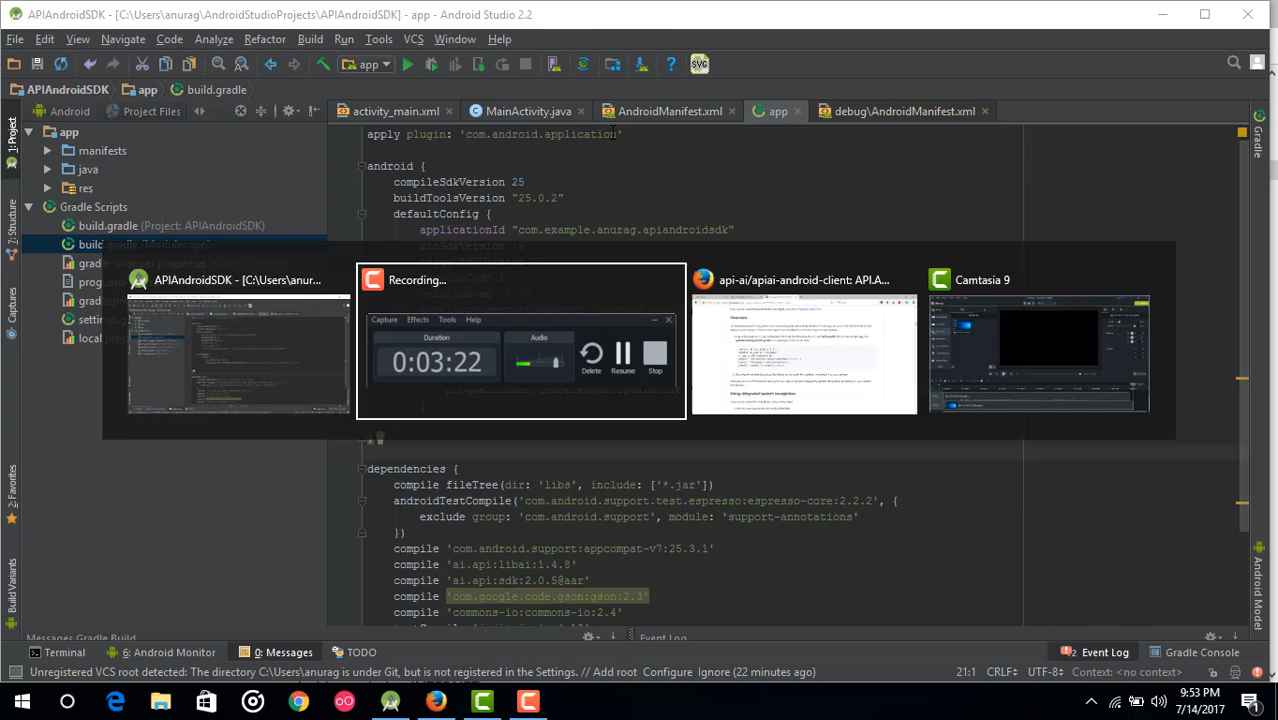 APIAndroidSDK - [C:\Users\anurag\AndroidStudioProjects\APIAndroidSDK] - app - Android Studio 2.2
File Edit View Navigate Code Analyze Refactor Build Run Tools VCS Window Help
app
SVG
APIAndroidSDK app build.gradle
Android Project Files
activity_main.xml MainActivity.java AndroidManifest.xml app debug\AndroidManifest.xml
1: Project
7: Structure
2: Favorites
Build Variants
Gradle
Android Model
app
manifests
java
res
Gradle Scripts
build.gradle (Project: APIAndroidSDK)
apply plugin: 'com.android.application'
android {
compileSdkVersion 25
buildToolsVersion "25.0.2"
defaultConfig {
applicationId "com.example.anurag.apiandroidsdk"
APIAndroidSDK - [C:\Users\anur...
Recording...
Capture Effects Tools Help
Duration
0:03:22
Audio
Delete Resume Stop
api-ai/apiai-android-client: API.A...
Overview
Using integrated speech recognition
Camtasia 9
dependencies {
compile fileTree(dir: 'libs', include: ['*.jar'])
androidTestCompile('com.android.support.test.espresso:espresso-core:2.2.2', {
exclude group: 'com.android.support', module: 'support-annotations'
})
compile 'com.android.support:appcompat-v7:25.3.1'
compile 'ai.api:libai:1.4.8'
compile 'ai.api:sdk:2.0.5@aar'
compile 'com.google.code.gson:gson:2.3'
compile 'commons-io:commons-io:2.4'
Messages Gradle Build
Event Log
Terminal 6: Android Monitor 0: Messages TODO 2 Event Log Gradle Console
Unregistered VCS root detected: The directory C:\Users\anurag is under Git, but is not registered in the Settings. // Add root Configure Ignore (22 minutes ago) 21:1 CRLF÷ UTF-8÷ Context: <no context>
9:53 PM
7/14/2017